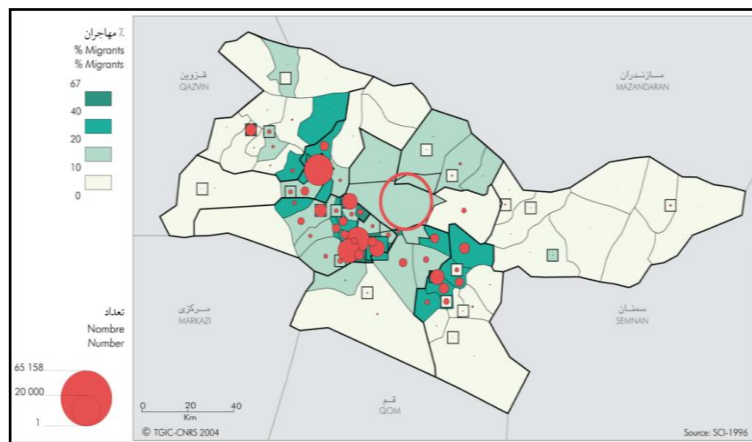 ٪ مهاجران
% Migrants
% Migrants
67
40
20
10
0
تعداد
Nombre
Number
65 158
20 000
1
قزوین
QAZVIN
مازندران
MAZANDARAN
مرکزی
MARKAZI
سمنان
SEMNAN
قم
QOM
0 20 40
Km
© TGIC-CNRS 2004
Source: SCI-1996